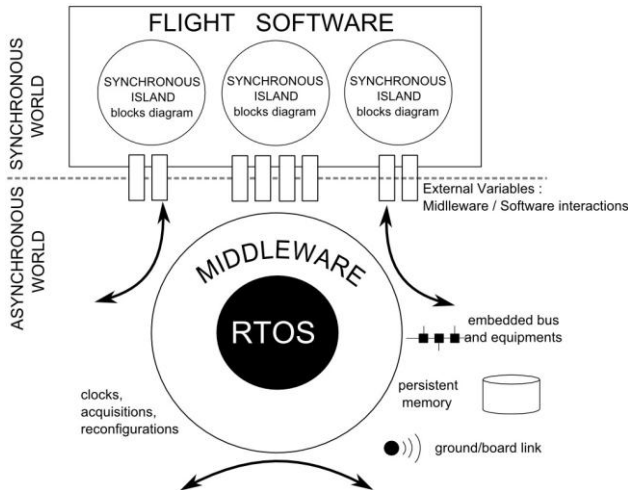 FLIGHT SOFTWARE
SYNCHRONOUS
ISLAND
blocks diagram
SYNCHRONOUS
ISLAND
blocks diagram
SYNCHRONOUS
ISLAND
blocks diagram
SYNCHRONOUS
WORLD
External Variables :
Midlleware / Software interactions
ASYNCHRONOUS
WORLD
MIDDLEWARE
RTOS
embedded bus
and equipments
persistent
memory
clocks,
acquisitions,
reconfigurations
ground/board link